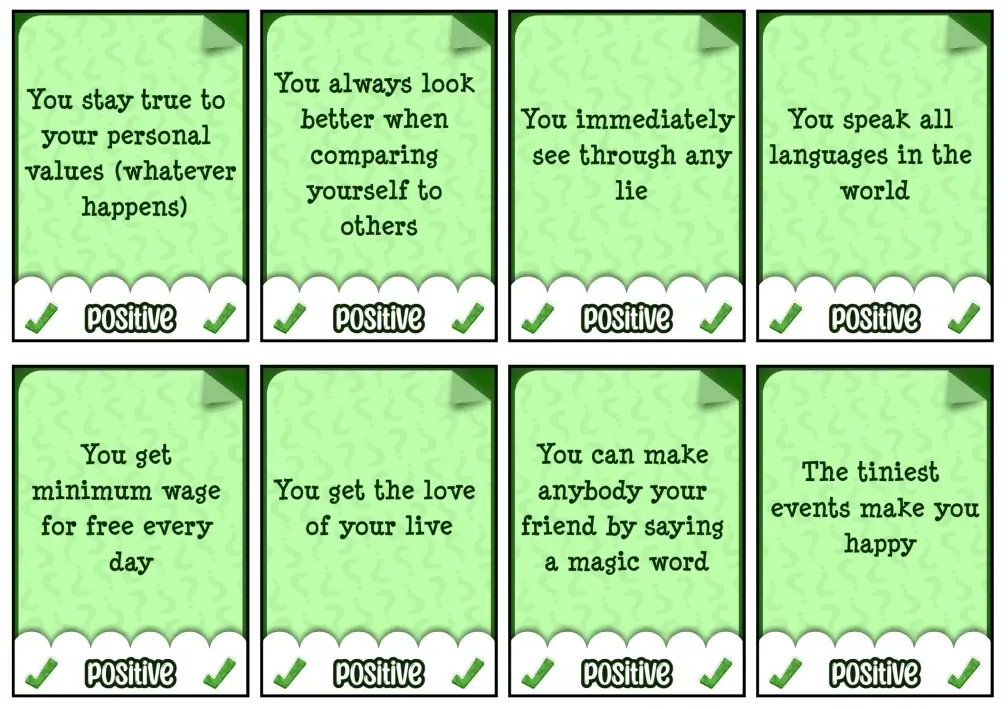 You stay true to
your personal
values (whatever
happens)
positive
You always look
better when
comparing
yourself to
others
positive
You immediately
see through any
lie
positive
You speak all
languages in the
world
positive
You get
minimum wage
for free every
day
positive
You get the love
of your live
positive
You can make
anybody your
friend by saying
a magic word
positive
The tiniest
events make you
happy
positive